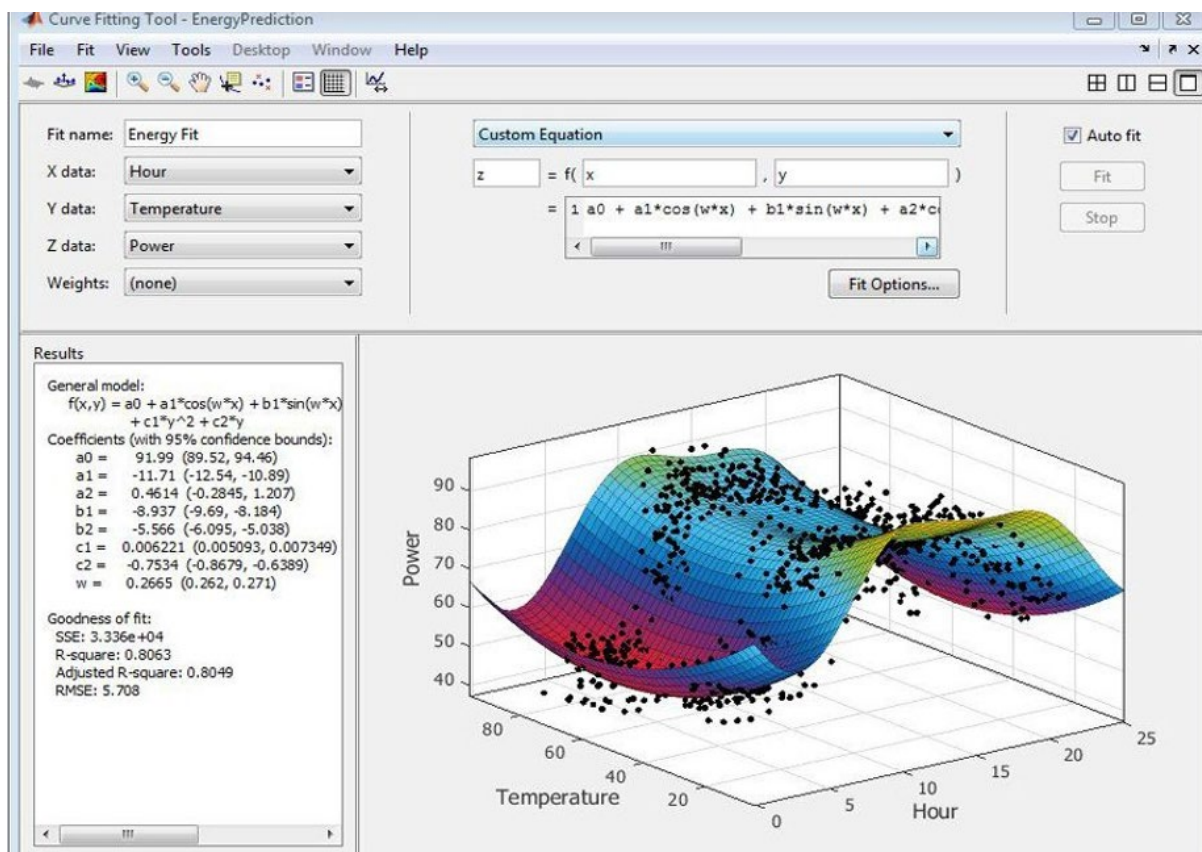 Curve Fitting Tool - EnergyPrediction
File Fit View Tools Desktop Window Help
Fit name: Energy Fit
X data: Hour
Y data: Temperature
Z data: Power
Weights: (none)
Custom Equation
z = f( x , y )
= 1 a0 + a1*cos(w*x) + b1*sin(w*x) + a2*c
Fit Options...
Auto fit
Fit
Stop
Results
General model:
f(x,y) = a0 + a1*cos(w*x) + b1*sin(w*x)
+ c1*y^2 + c2*y
Coefficients (with 95% confidence bounds):
a0 = 91.99 (89.52, 94.46)
a1 = -11.71 (-12.54, -10.89)
a2 = 0.4614 (-0.2845, 1.207)
b1 = -8.937 (-9.69, -8.184)
b2 = -5.566 (-6.095, -5.038)
c1 = 0.006221 (0.005093, 0.007349)
c2 = -0.7534 (-0.8679, -0.6389)
w = 0.2665 (0.262, 0.271)
Goodness of fit:
SSE: 3.336e+04
R-square: 0.8063
Adjusted R-square: 0.8049
RMSE: 5.708
Power
90
80
70
60
50
40
80
60
40
20
Temperature
0
5
10
15
20
25
Hour